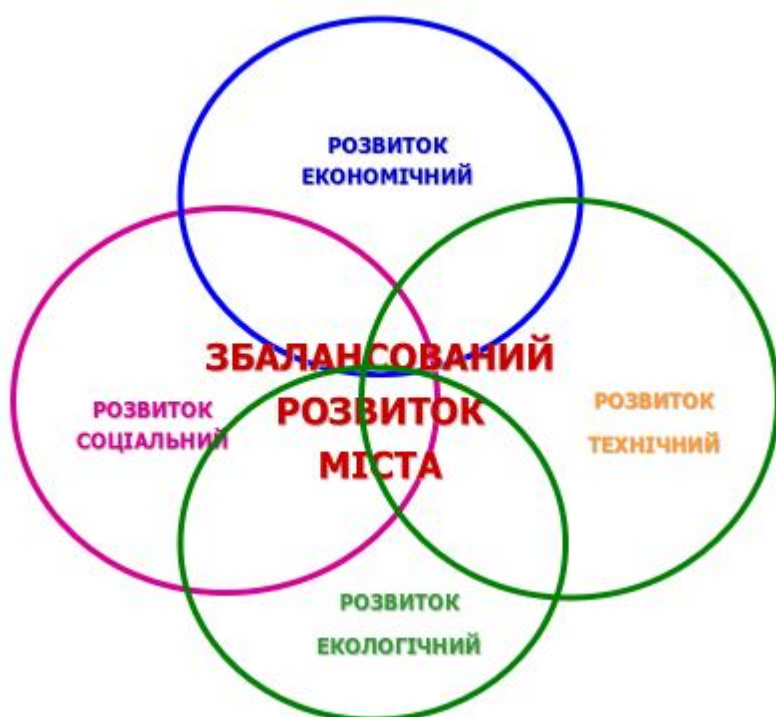 РОЗВИТОК
ЕКОНОМІЧНИЙ
ЗБАЛАНСОВАНИЙ
РОЗВИТОК
МІСТА
РОЗВИТОК
СОЦІАЛЬНИЙ
РОЗВИТОК
ТЕХНІЧНИЙ
РОЗВИТОК
ЕКОЛОГІЧНИЙ